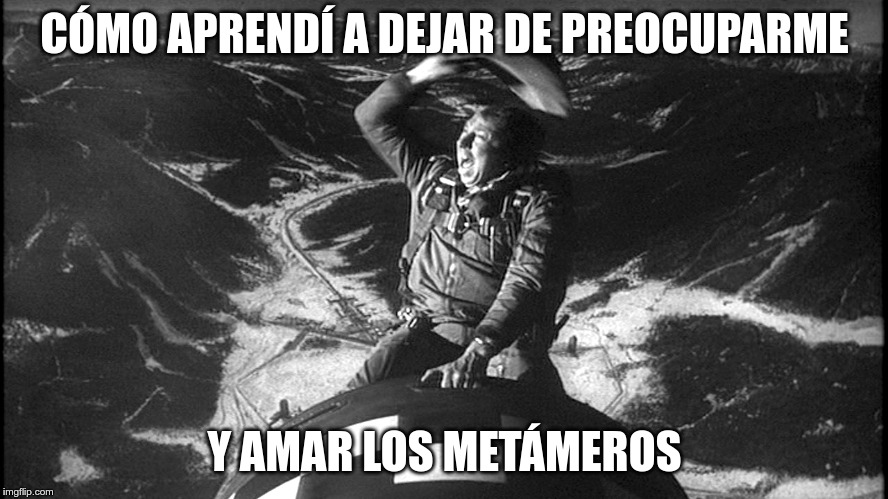 CÓMO APRENDÍ A DEJAR DE PREOCUPARME
Y AMAR LOS METÁMEROS
imgflip.com